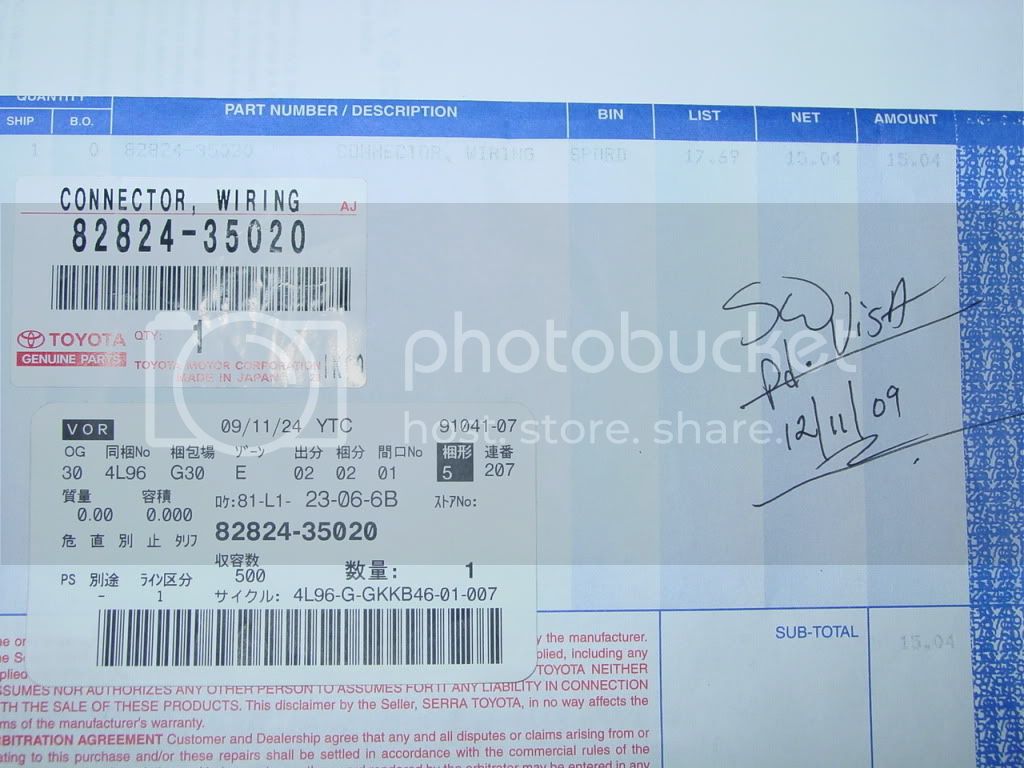 QUANTITY
SHIP B.O. PART NUMBER / DESCRIPTION BIN LIST NET AMOUNT
1 0 82824-35020 CONNECTOR, WIRING SPORD 17.69 15.04 15.04
CONNECTOR, WIRING AJ
82824-35020
TOYOTA QTY: 1
GENUINE PARTS
TOYOTA MOTOR CORPORATION
MADE IN JAPAN
photobucket
host. store. share.
Pd.
12/11/09
VOR 09/11/24 YTC 91041-07
OG 同梱No 梱包場 ゾーン 出分 梱分 間口No 梱形 連番
30 4L96 G30 E 02 02 01 5 207
質量 容積 ロケ:81-L1- 23-06-6B ストアNo:
0.00 0.000
危 直 別 止 タリフ 82824-35020
収容数
PS 別途 ライン区分 500 数量: 1
- 1 サイクル: 4L96-G-GKKB46-01-007
SUB-TOTAL 15.04
y the manufacturer.
plied, including any
TOYOTA NEITHER
SSUMES NOR AUTHORIZES ANY OTHER PERSON TO ASSUMES FOR IT ANY LIABILITY IN CONNECTION
TH THE SALE OF THESE PRODUCTS. This disclaimer by the Seller, SERRA TOYOTA, in no way affects the
ms of the manufacturer's warranty.
RBITRATION AGREEMENT Customer and Dealership agree that any and all disputes or claims arising from or
ating to this purchase and/or these repairs shall be settled in accordance with the commercial rules of the